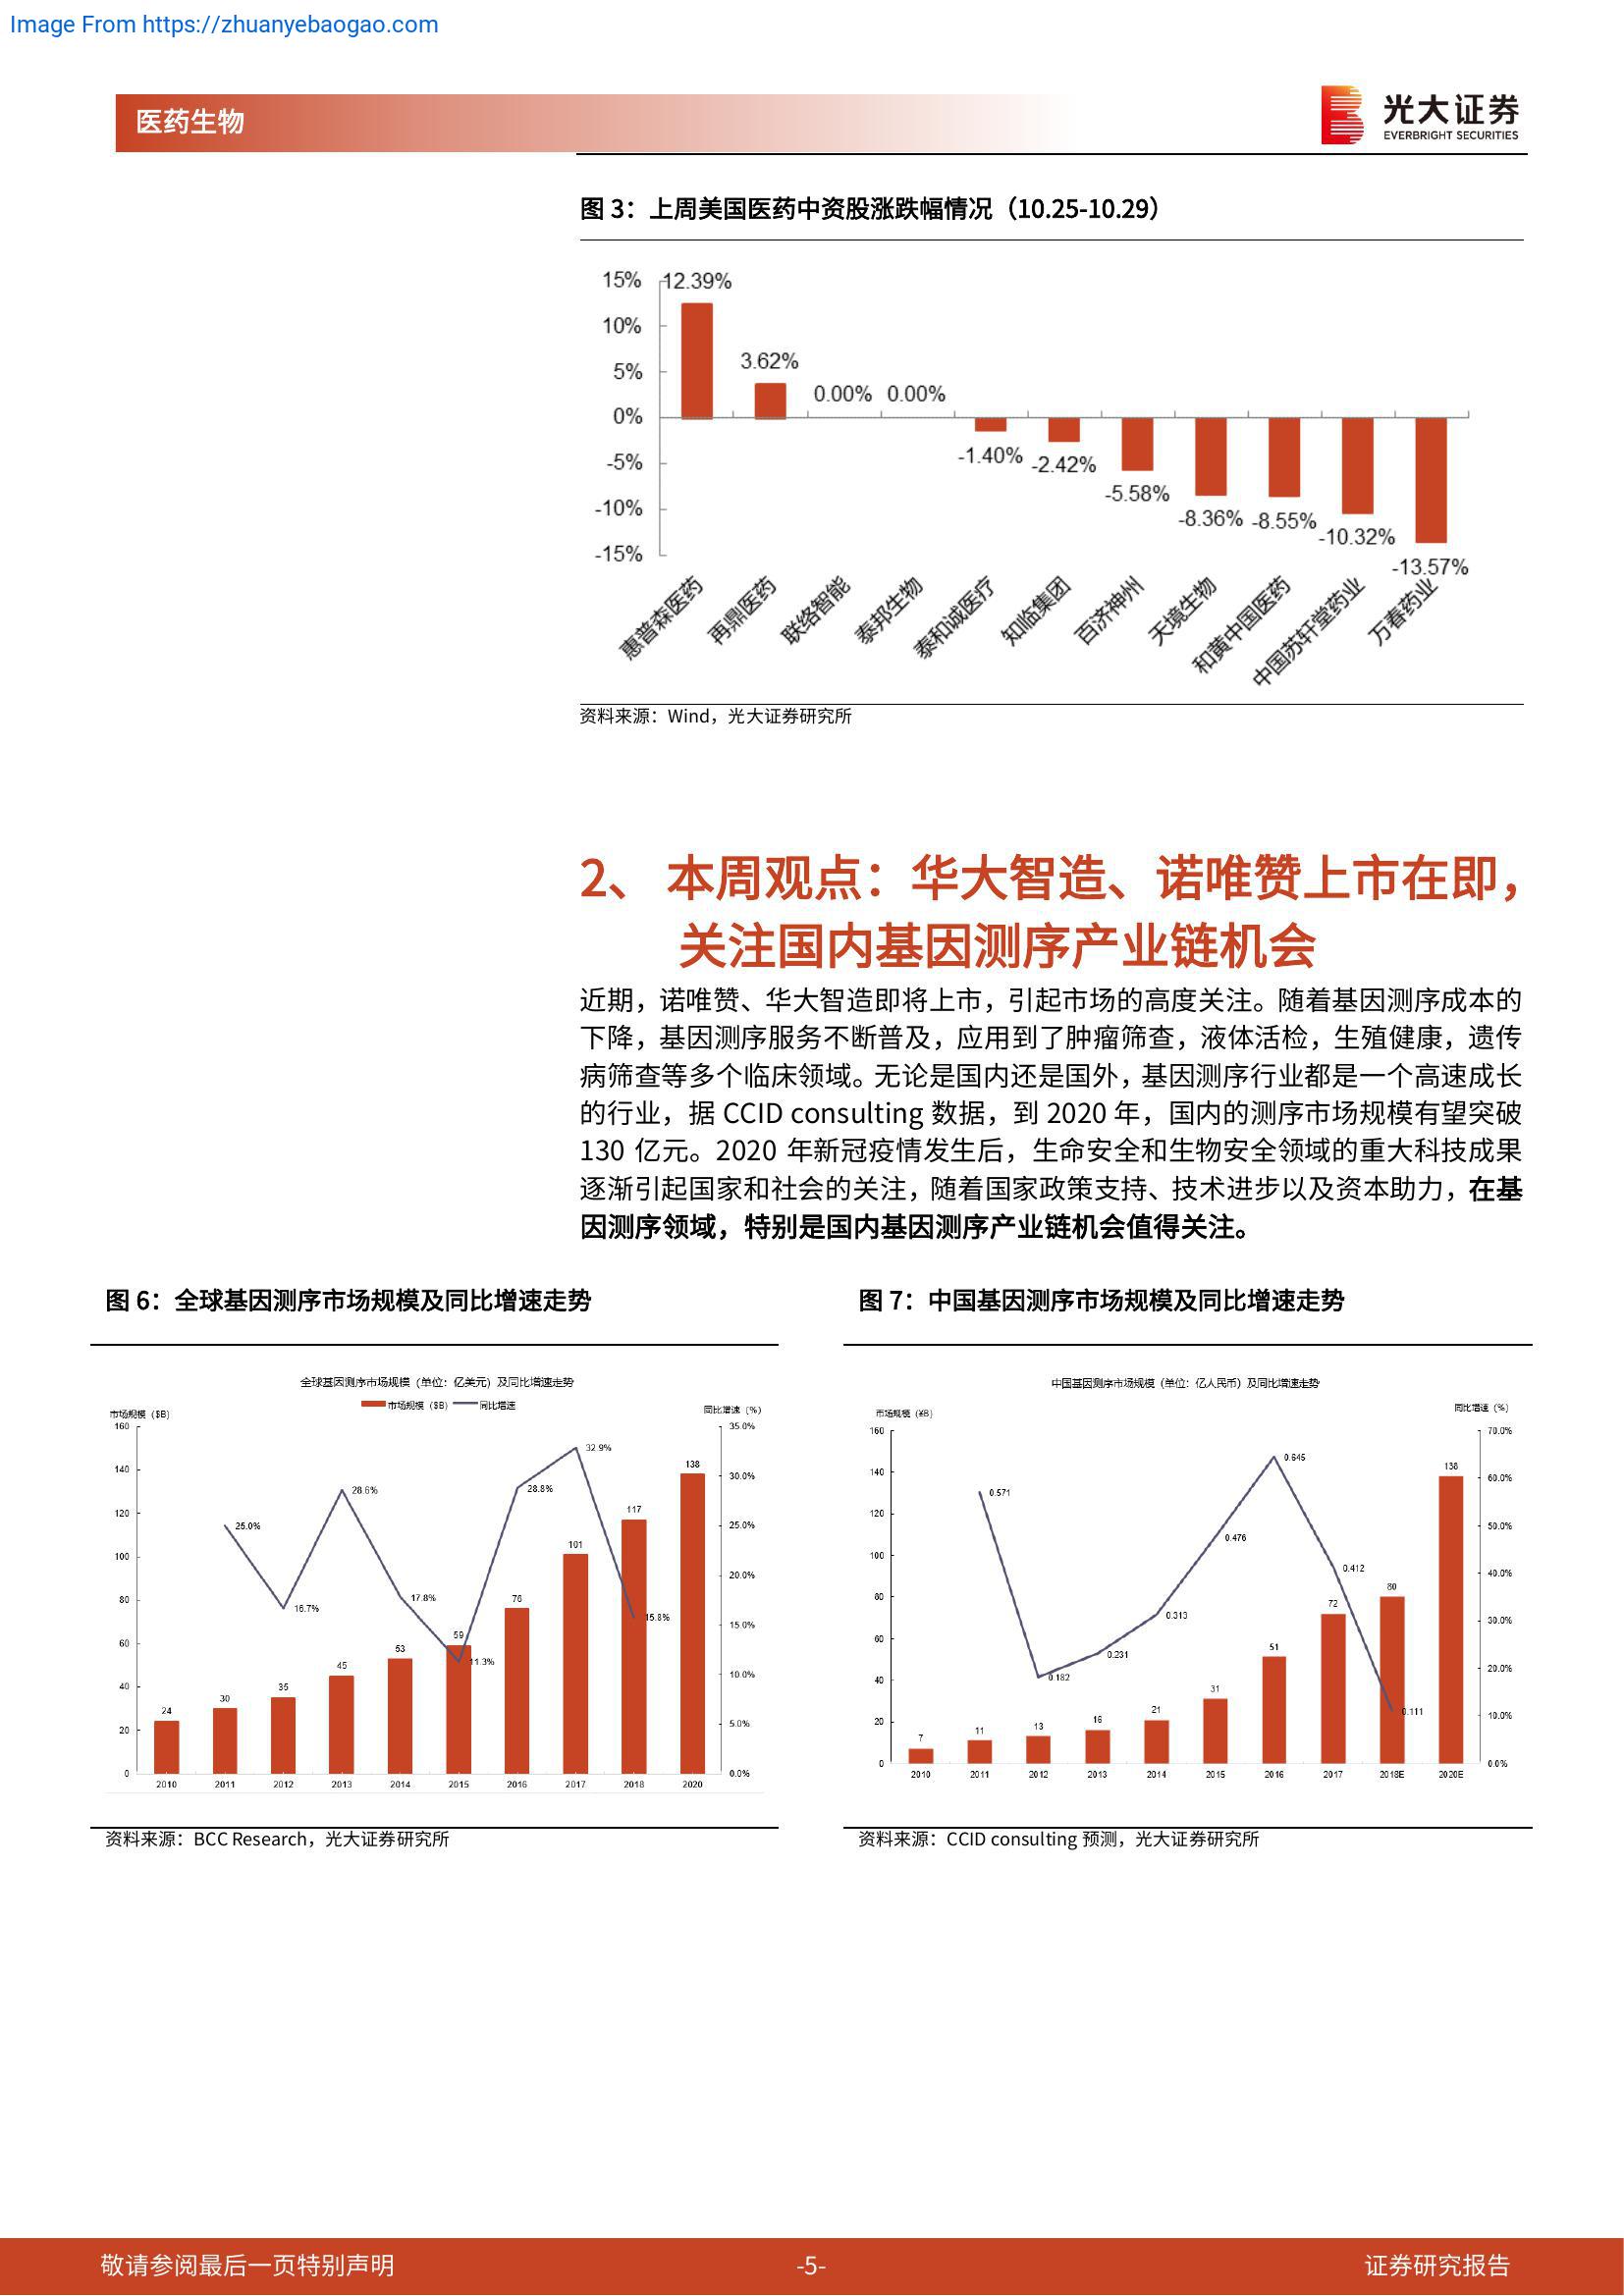 Image From https://zhuanyebaogao.com
医药生物
光大证券
EVERBRIGHT SECURITIES
图 3：上周美国医药中资股涨跌幅情况（10.25-10.29）
15%
10%
5%
0%
-5%
-10%
-15%
12.39%
3.62%
0.00%
0.00%
-1.40%
-2.42%
-5.58%
-8.36%
-8.55%
-10.32%
-13.57%
惠普森医药
再鼎医药
联络智能
泰邦生物
泰和诚医疗
知临集团
百济神州
天境生物
和黄中国医药
中国苏轩堂药业
万春药业
资料来源：Wind，光大证券研究所
2、 本周观点：华大智造、诺唯赞上市在即，
关注国内基因测序产业链机会
近期，诺唯赞、华大智造即将上市，引起市场的高度关注。随着基因测序成本的
下降，基因测序服务不断普及，应用到了肿瘤筛查，液体活检，生殖健康，遗传
病筛查等多个临床领域。无论是国内还是国外，基因测序行业都是一个高速成长
的行业，据 CCID consulting 数据，到 2020 年，国内的测序市场规模有望突破
130 亿元。2020 年新冠疫情发生后，生命安全和生物安全领域的重大科技成果
逐渐引起国家和社会的关注，随着国家政策支持、技术进步以及资本助力，在基
因测序领域，特别是国内基因测序产业链机会值得关注。
图 6：全球基因测序市场规模及同比增速走势
全球基因测序市场规模（单位：亿美元）及同比增速走势
市场规模（$B） 同比增速
市场规模（$B）
同比增速（%）
160
140
120
100
80
60
40
20
0
35.0%
30.0%
25.0%
20.0%
15.0%
10.0%
5.0%
0.0%
25.0%
16.7%
28.6%
17.8%
11.3%
28.8%
32.9%
15.8%
24
30
35
45
53
59
76
101
117
138
2010
2011
2012
2013
2014
2015
2016
2017
2018
2020
资料来源：BCC Research，光大证券研究所
图 7：中国基因测序市场规模及同比增速走势
中国基因测序市场规模（单位：亿人民币）及同比增速走势
市场规模（¥B）
同比增速（%）
160
140
120
100
80
60
40
20
0
70.0%
60.0%
50.0%
40.0%
30.0%
20.0%
10.0%
0.0%
0.571
0.182
0.231
0.313
0.476
0.645
0.412
0.111
7
11
13
16
21
31
51
72
80
138
2010
2011
2012
2013
2014
2015
2016
2017
2018E
2020E
资料来源：CCID consulting 预测，光大证券研究所
敬请参阅最后一页特别声明
-5-
证券研究报告